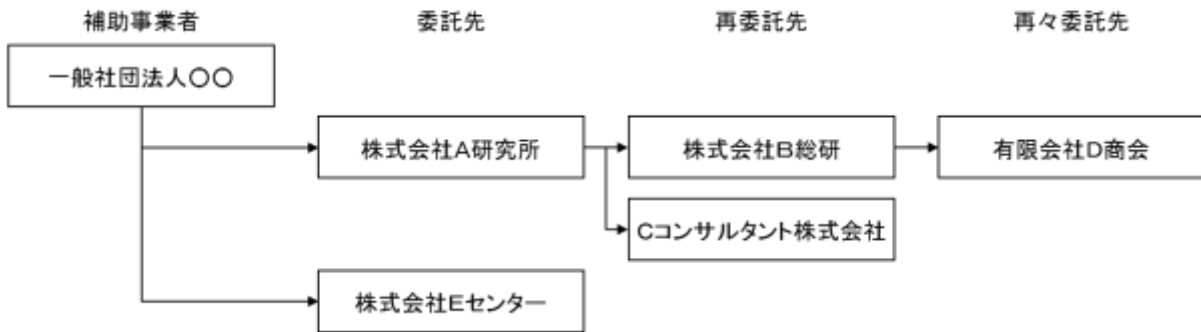 補助事業者
委託先
再委託先
再々委託先
一般社団法人〇〇
株式会社A研究所
株式会社B総研
有限会社D商会
Cコンサルタント株式会社
株式会社Eセンター